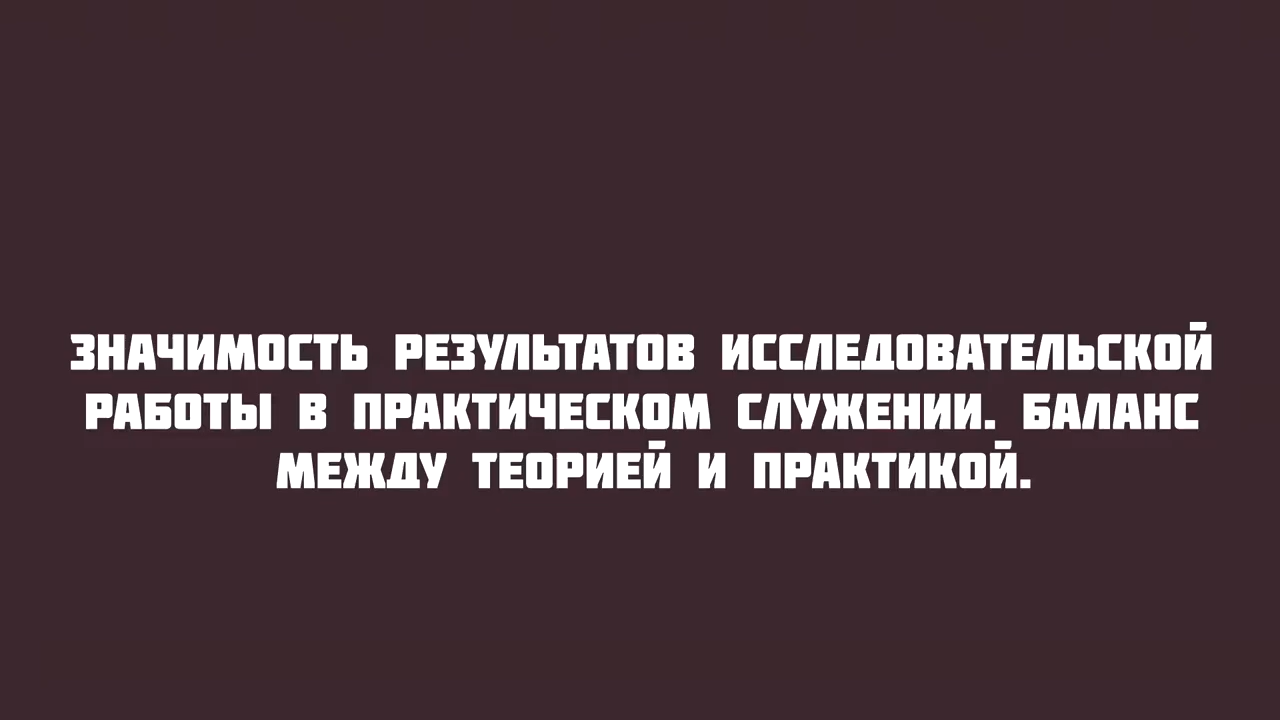 ЗНАЧИМОСТЬ РЕЗУЛЬТАТОВ ИССЛЕДОВАТЕЛЬСКОЙ
РАБОТЫ В ПРАКТИЧЕСКОМ СЛУЖЕНИИ. БАЛАНС
МЕЖДУ ТЕОРИЕЙ И ПРАКТИКОЙ.